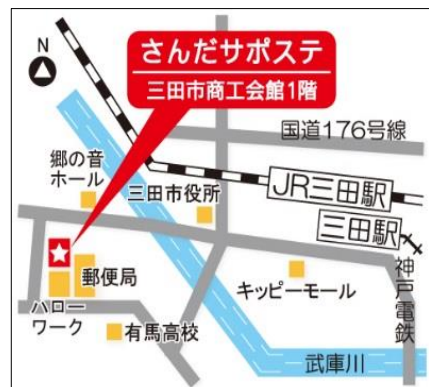 N
さんだサポステ
三田市商工会館1階
国道176号線
郷の音
ホール
三田市役所
JR三田駅
三田駅
神戸電鉄
郵便局
ハロー
ワーク
キッピーモール
有馬高校
武庫川